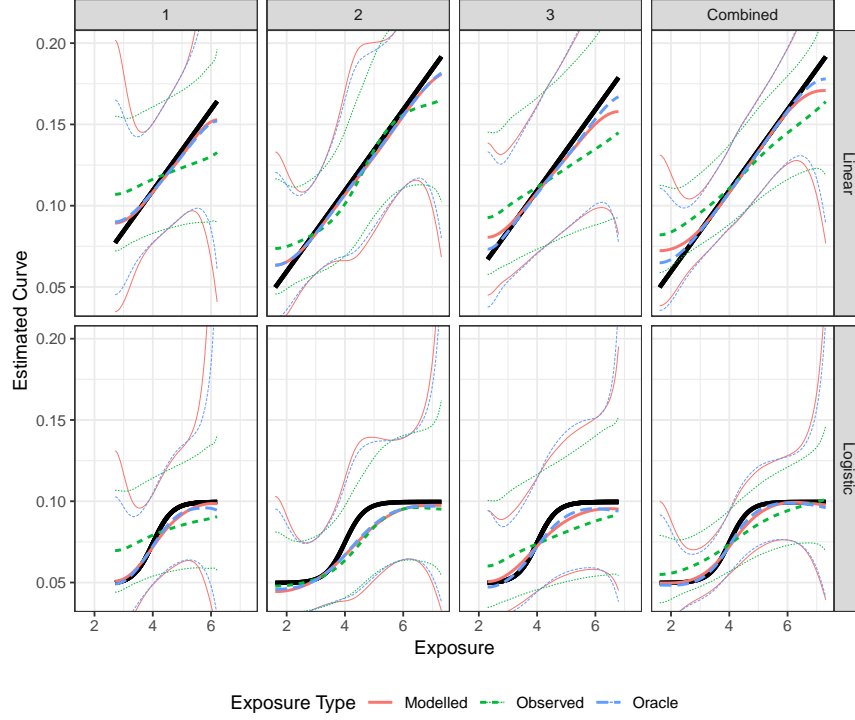 1 2 3 Combined
0.20
0.15
0.10
0.05
Linear
0.20
0.15
0.10
0.05
Logistic
Estimated Curve
2 4 6 2 4 6 2 4 6 2 4 6
Exposure
Exposure Type Modelled Observed Oracle